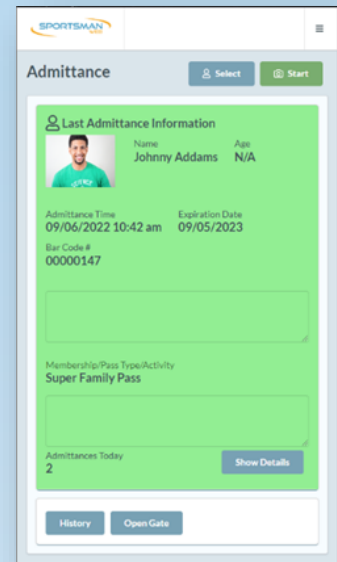 SPORTSMAN
WEB
Admittance
Select
Start
Last Admittance Information
Name
Age
Johnny Addams
N/A
Admittance Time
Expiration Date
09/06/2022 10:42 am
09/05/2023
Bar Code #
00000147
Membership/Pass Type/Activity
Super Family Pass
Admittances Today
2
Show Details
History
Open Gate